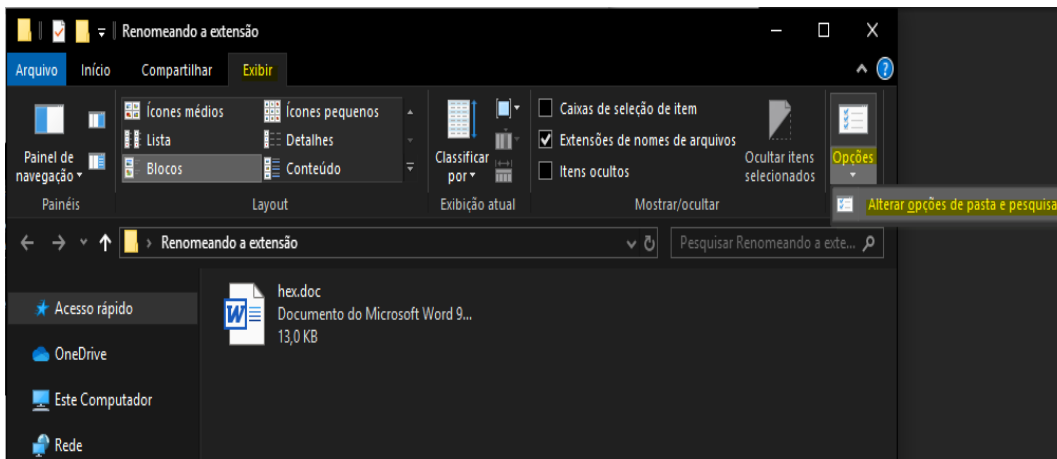 Renomeando a extensão
Arquivo Início Compartilhar Exibir
Ícones médios Ícones pequenos
Lista Detalhes
Blocos Conteúdo
Painel de
navegação
Classificar
por
Caixas de seleção de item
Extensões de nomes de arquivos
Itens ocultos
Ocultar itens
selecionados
Opções
Painéis Layout Exibição atual Mostrar/ocultar
Alterar opções de pasta e pesquisa
Renomeando a extensão
Pesquisar Renomeando a exte...
Acesso rápido
OneDrive
Este Computador
Rede
hex.doc
Documento do Microsoft Word 9...
13,0 KB